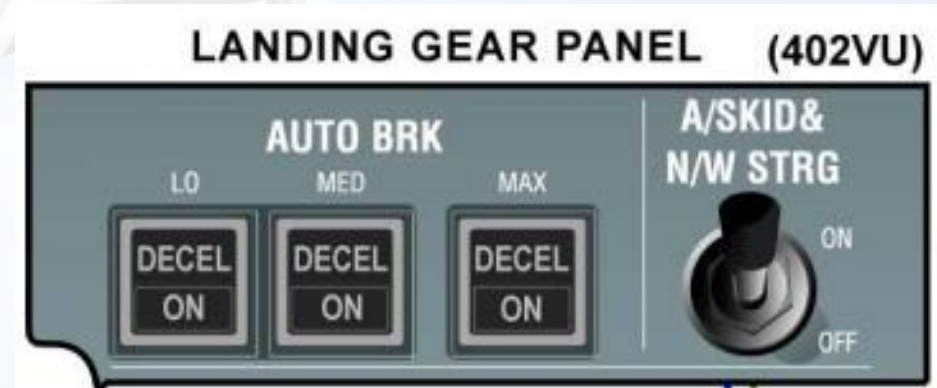 LANDING GEAR PANEL (402VU)
AUTO BRK
A/SKID&
N/W STRG
LO MED MAX
DECEL DECEL DECEL
ON ON ON
ON
OFF